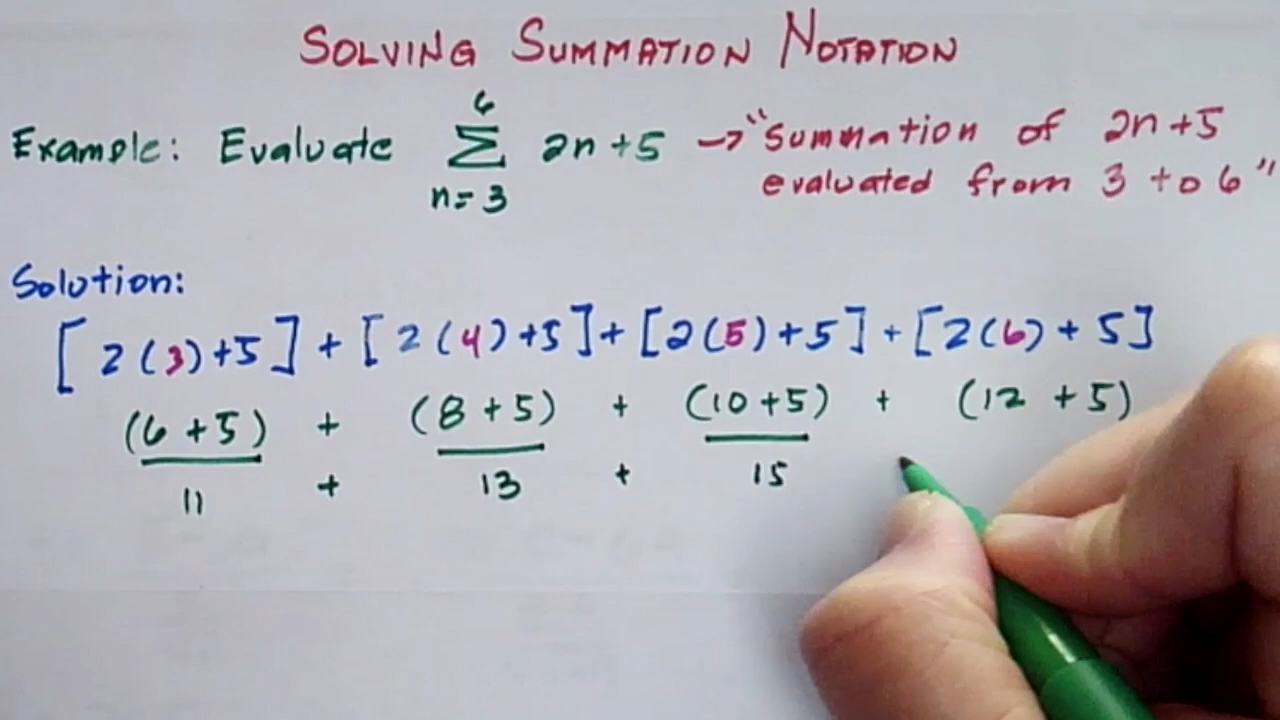 SOLVING SUMMATION NOTATION
Example: Evaluate 6 Σ n=3 2n+5 → "Summation of 2n+5
evaluated from 3 to 6"
Solution:
[2(3)+5] + [2(4)+5] + [2(5)+5] + [2(6)+5]
(6+5) + (8+5) + (10+5) + (12+5)
11 + 13 + 15